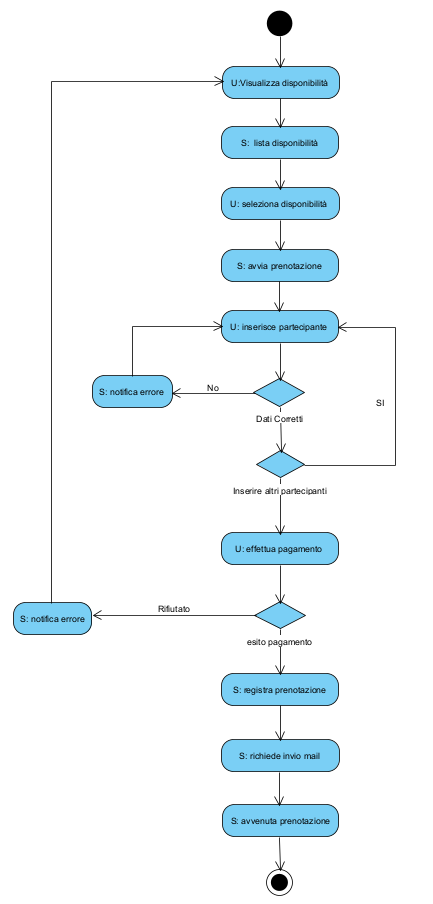 U:Visualizza disponibilità
S:  lista disponibilità
U: seleziona disponibilità
S: avvia prenotazione
U: inserisce partecipante
No
S: notifica errore
SI
Dati Corretti
Inserire altri partecipanti
U: effettua pagamento
Rifiutato
S: notifica errore
esito pagamento
S: registra prenotazione
S: richiede invio mail
S: avvenuta prenotazione